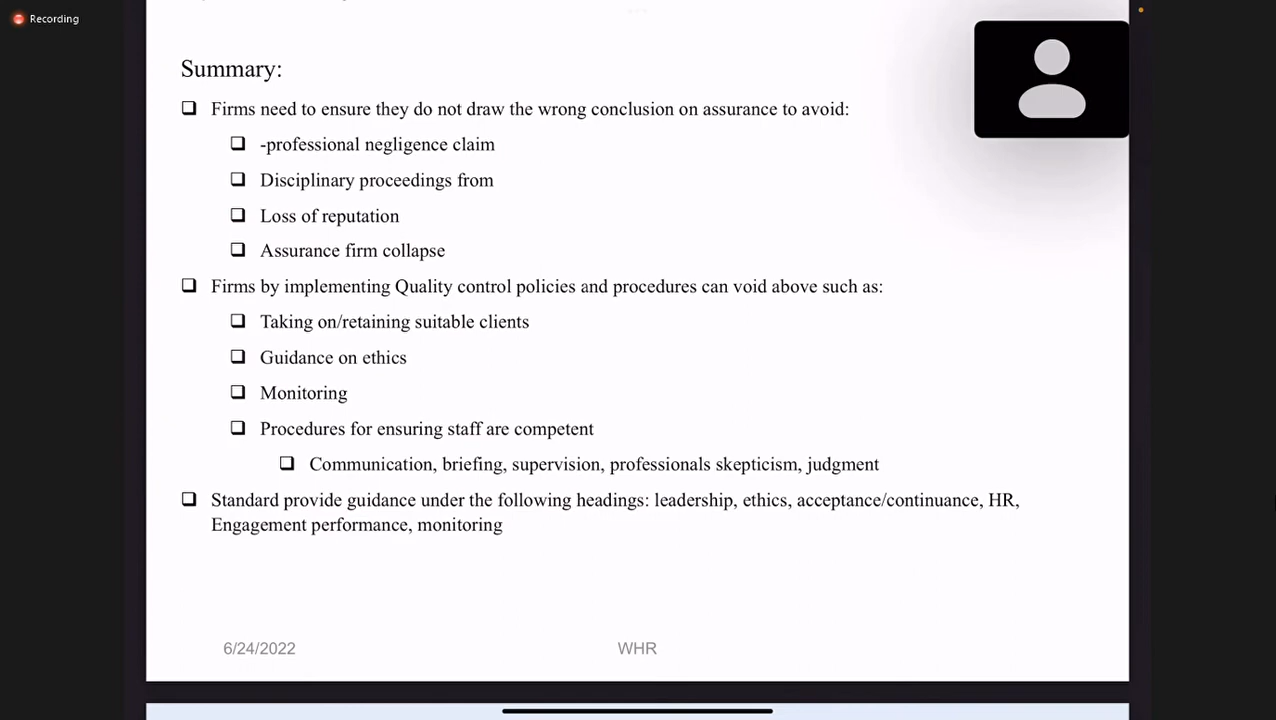 Recording
Summary:
❑ Firms need to ensure they do not draw the wrong conclusion on assurance to avoid:
❑ -professional negligence claim
❑ Disciplinary proceedings from
❑ Loss of reputation
❑ Assurance firm collapse
❑ Firms by implementing Quality control policies and procedures can void above such as:
❑ Taking on/retaining suitable clients
❑ Guidance on ethics
❑ Monitoring
❑ Procedures for ensuring staff are competent
❑ Communication, briefing, supervision, professionals skepticism, judgment
❑ Standard provide guidance under the following headings: leadership, ethics, acceptance/continuance, HR,
Engagement performance, monitoring
6/24/2022
WHR